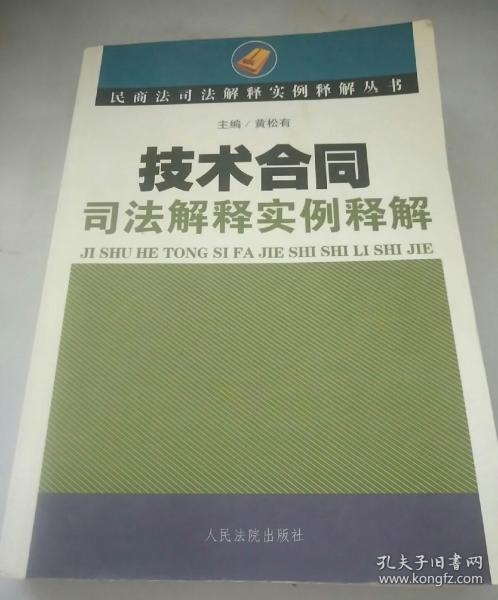 民商法司法解释实例释解丛书
主编/黄松有
技术合同
司法解释实例释解
JI SHU HE TONG SI FA JIE SHI SHI LI SHI JIE
人民法院出版社
孔夫子旧书网
www.kongfz.com